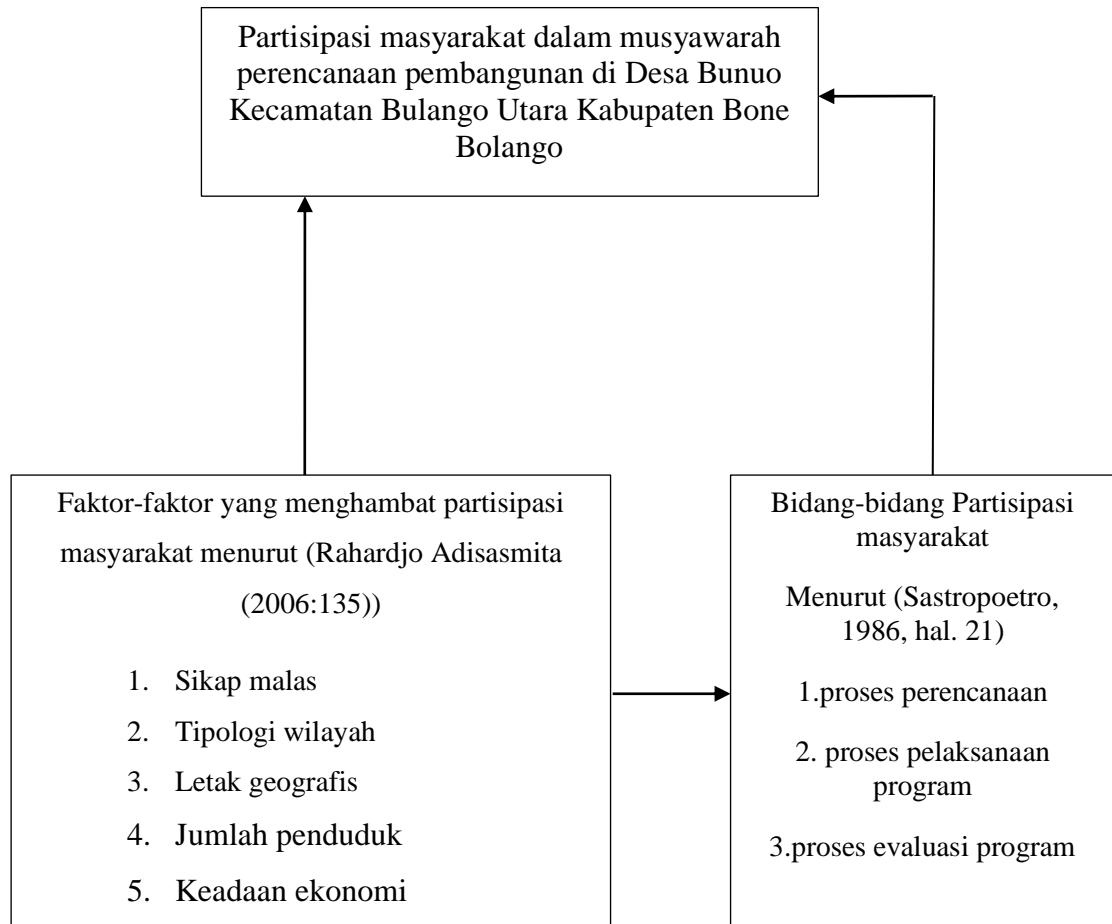 Partisipasi masyarakat dalam musyawarah
perencanaan pembangunan di Desa Bunuo
Kecamatan Bulango Utara Kabupaten Bone
Bolango
Faktor-faktor yang menghambat partisipasi
masyarakat menurut (Rahardjo Adisasmita
(2006:135))
1. Sikap malas
2. Tipologi wilayah
3. Letak geografis
4. Jumlah penduduk
5. Keadaan ekonomi
Bidang-bidang Partisipasi
masyarakat
Menurut (Sastropoetro,
1986, hal. 21)
1.proses perencanaan
2. proses pelaksanaan
program
3.proses evaluasi program